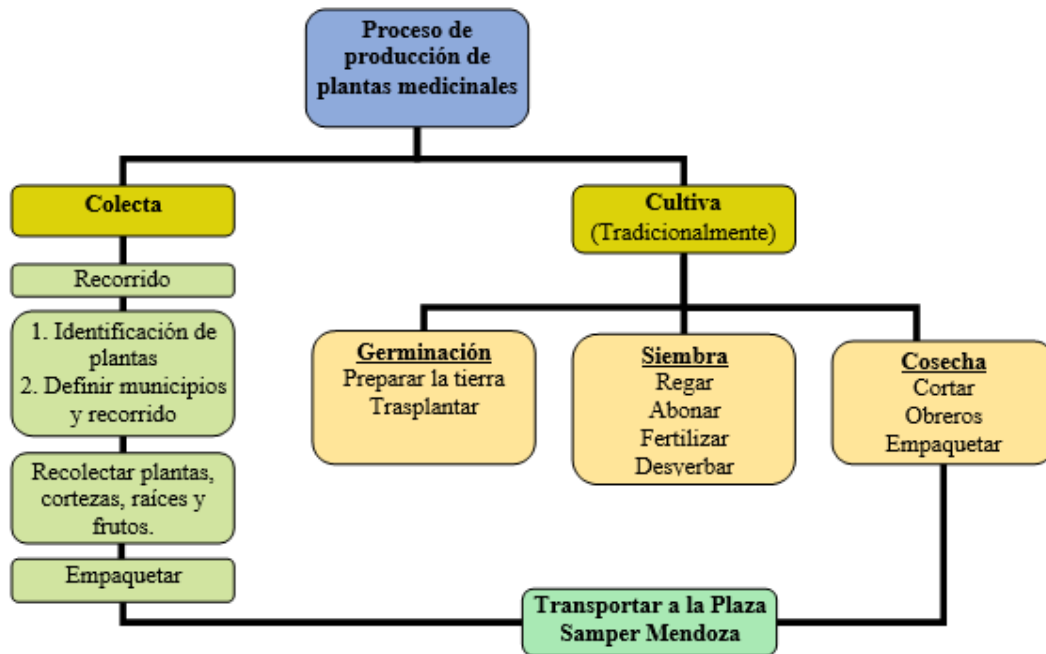 Proceso de
producción de
plantas medicinales
Colecta
Recorrido
1. Identificación de
plantas
2. Definir municipios
y recorrido
Recolectar plantas,
cortezas, raíces y
frutos.
Empaquetar
Cultiva
(Tradicionalmente)
Germinación
Preparar la tierra
Trasplantar
Siembra
Regar
Abonar
Fertilizar
Desyerbar
Cosecha
Cortar
Obreros
Empaquetar
Transportar a la Plaza
Samper Mendoza